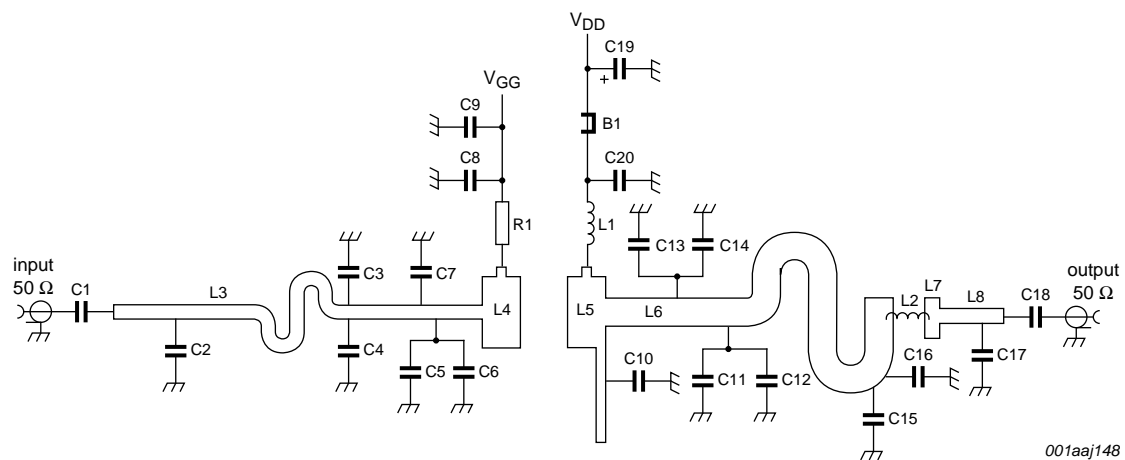 VDD
C19
+
VGG
C9
B1
C8
C20
R1
L1
C13
C14
input
50 Ω
C1
L3
C3
C7
L4
L5
L6
L2
L7
L8
C18
output
50 Ω
C2
C4
C5
C6
C10
C11
C12
C16
C17
C15
001aaj148